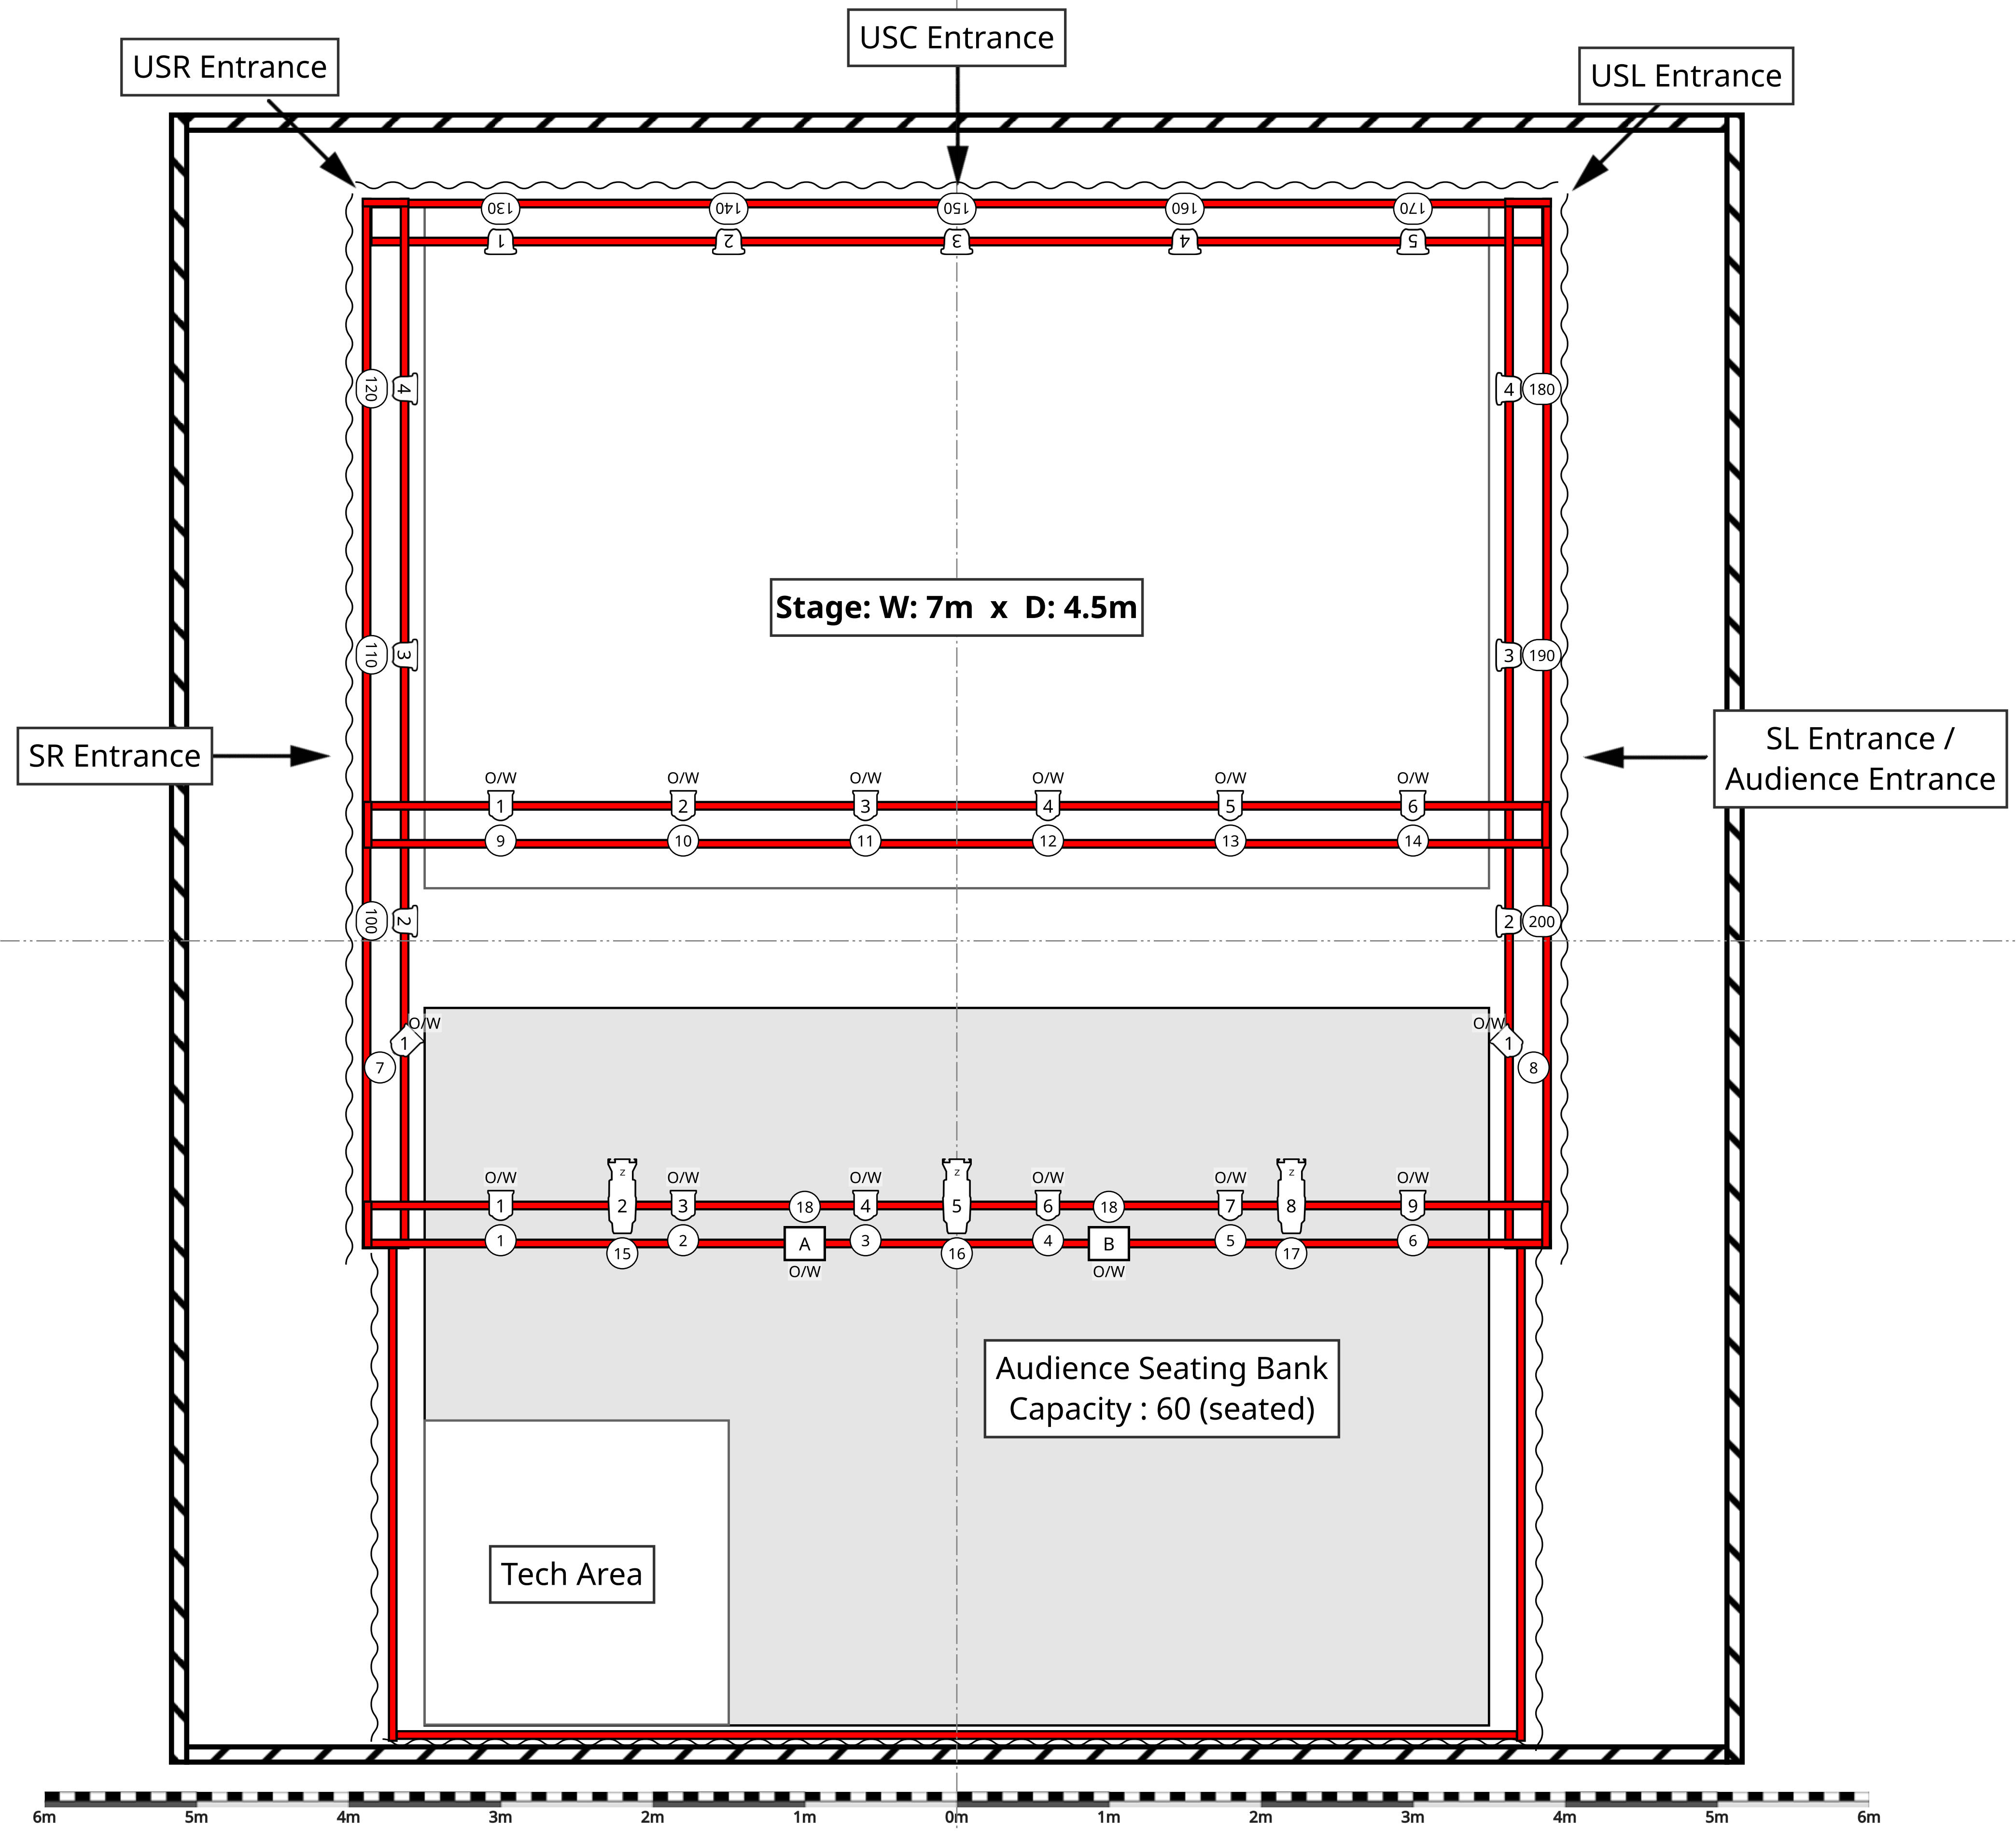 USC Entrance
USR Entrance
USL Entrance
130 140 150 160 170
1 2 3 4 5
120 4
4 180
Stage: W: 7m x D: 4.5m
110 3
3 190
SR Entrance
SL Entrance /
Audience Entrance
O/W O/W O/W O/W O/W O/W
1 2 3 4 5 6
9 10 11 12 13 14
100 2
2 200
O/W
1
7
O/W
1
8
O/W O/W O/W O/W O/W O/W
z z z
1 2 3 18 4 5 6 18 7 8 9
1 15 2 A 3 16 4 B 5 17 6
O/W O/W
Audience Seating Bank
Capacity : 60 (seated)
Tech Area
6m 5m 4m 3m 2m 1m 0m 1m 2m 3m 4m 5m 6m